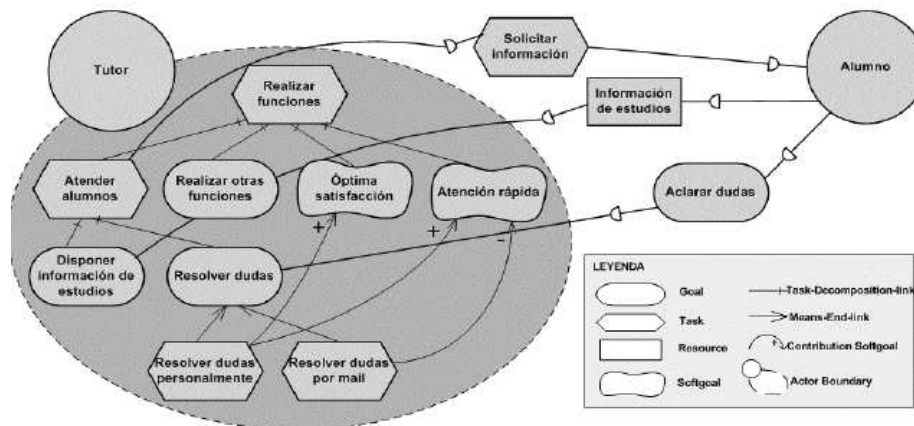 Solicitar
información
Tutor
Alumno
Realizar
funciones
Información
de estudios
Atender
alumnos
Realizar otras
funciones
Óptima
satisfacción
Atención rápida
Aclarar dudas
+
+
-
Disponer
información de
estudios
Resolver dudas
Resolver dudas
personalmente
Resolver dudas
por mail
LEYENDA
Goal
Task
Resource
Softgoal
Task-Decomposition-link
Means-End-link
Contribution Softgoal
Actor Boundary